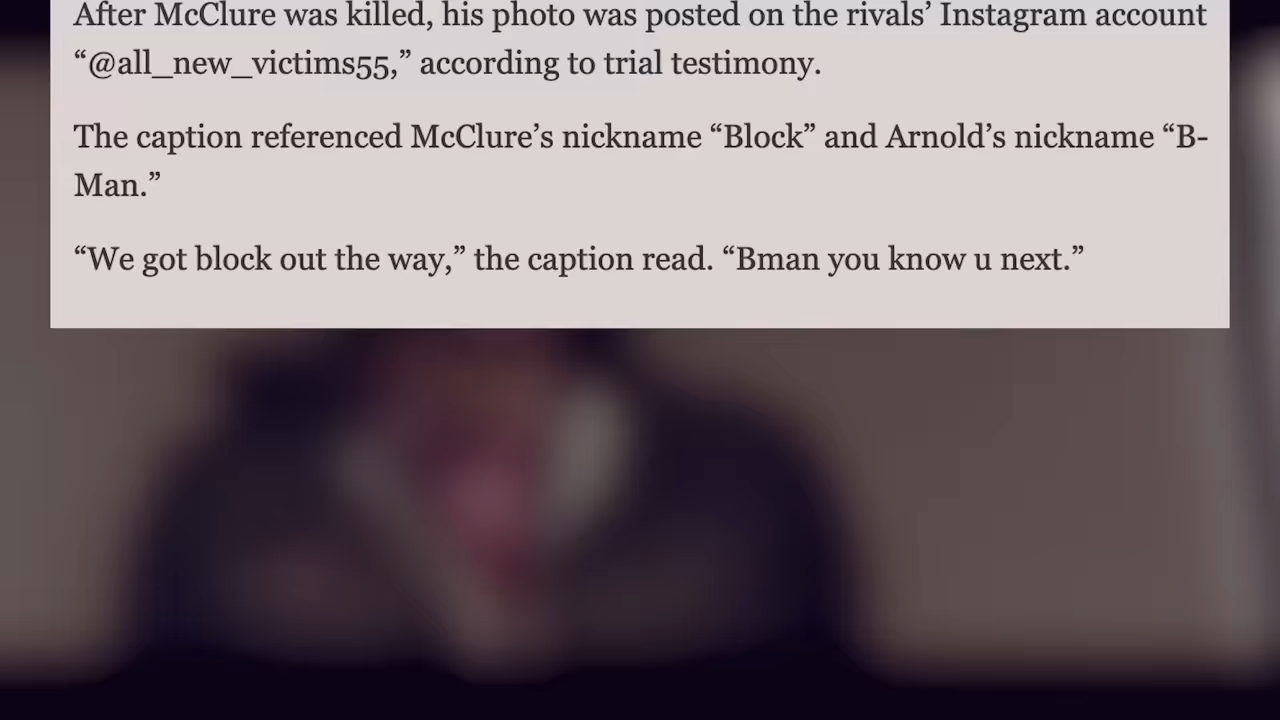 After McClure was killed, his photo was posted on the rivals’ Instagram account
“@all_new_victims55,” according to trial testimony.
The caption referenced McClure’s nickname “Block” and Arnold’s nickname “B-
Man.”
“We got block out the way,” the caption read. “Bman you know u next.”